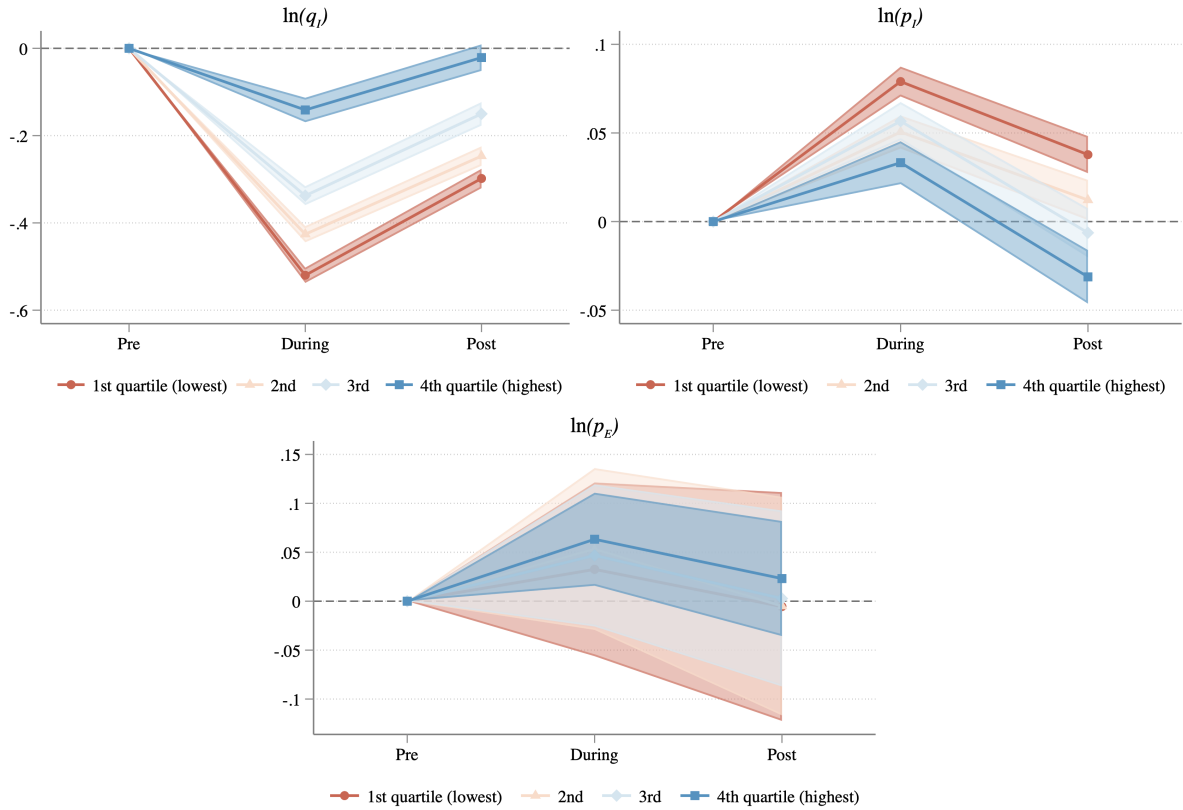 ln(q_I)
0
-.2
-.4
-.6
Pre During Post
1st quartile (lowest) 2nd 3rd 4th quartile (highest)
ln(p_I)
.1
.05
0
-.05
Pre During Post
1st quartile (lowest) 2nd 3rd 4th quartile (highest)
ln(p_E)
.15
.1
.05
0
-.05
-.1
Pre During Post
1st quartile (lowest) 2nd 3rd 4th quartile (highest)